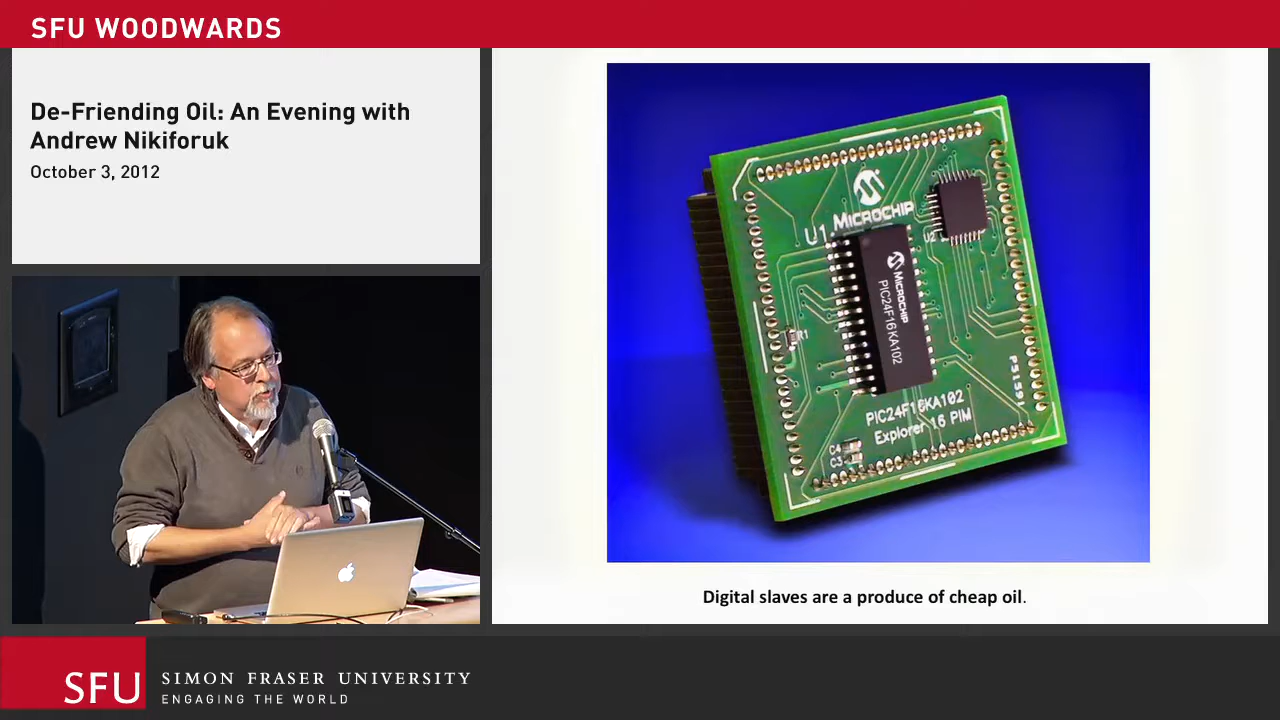 SFU WOODWARDS
De-Friending Oil: An Evening with
Andrew Nikiforuk
October 3, 2012
MICROCHIP
U1
U2
MICROCHIP
PIC24F16KA102
R1
PIC24F16KA102
Explorer 16 PIM
C4
C3
Digital slaves are a produce of cheap oil.
SFU
SIMON FRASER UNIVERSITY
ENGAGING THE WORLD